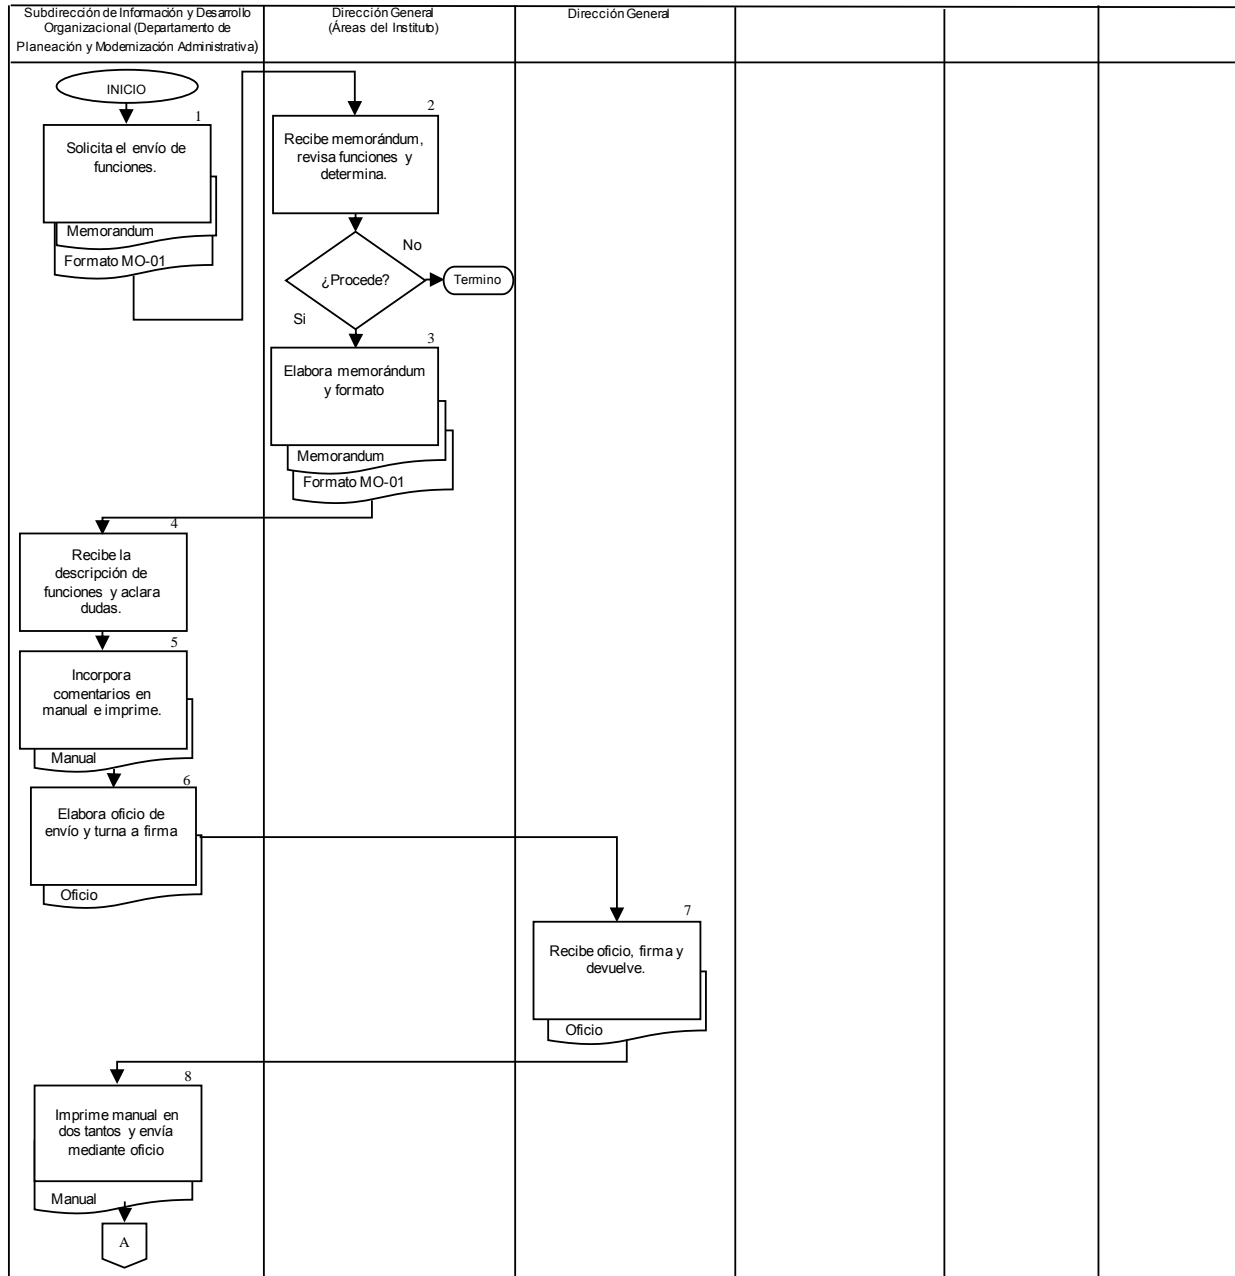 Subdirección de Información y Desarrollo
Organizacional (Departamento de
Planeación y Modernización Administrativa)
Dirección General
(Áreas del Instituto)
Dirección General
INICIO
1
Solicita el envío de
funciones.
Memorandum
Formato MO-01
2
Recibe memorándum,
revisa funciones y
determina.
¿Procede?
No
Termino
Si
3
Elabora memorándum
y formato
Memorandum
Formato MO-01
4
Recibe la
descripción de
funciones y aclara
dudas.
5
Incorpora
comentarios en
manual e imprime.
Manual
6
Elabora oficio de
envío y turna a firma
Oficio
7
Recibe oficio, firma y
devuelve.
Oficio
8
Imprime manual en
dos tantos y envía
mediante oficio
Manual
A